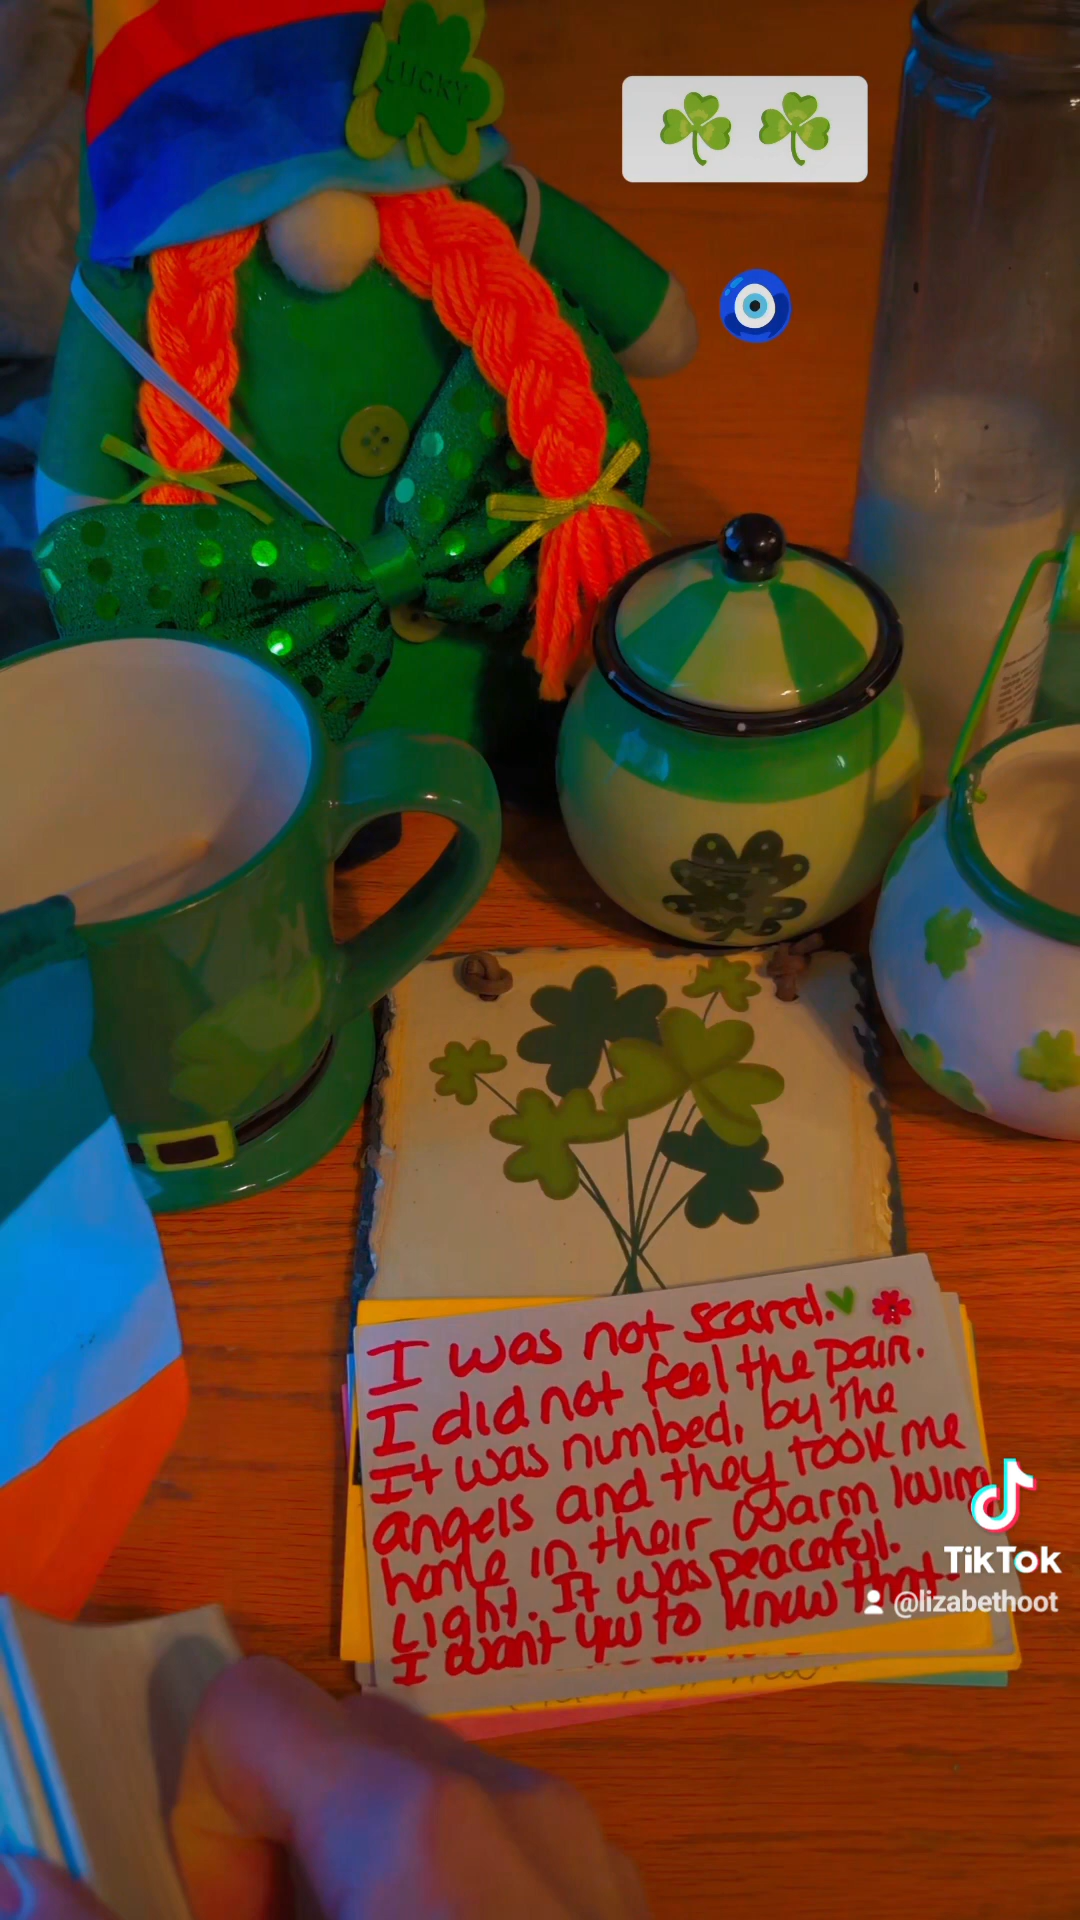 LUCKY
I was not scared.
I did not feel the pain.
It was numbed, by the
angels and they took me
home in their warm loving
Light. It was peaceful.
I want you to know that.
TikTok
@lizabethoot